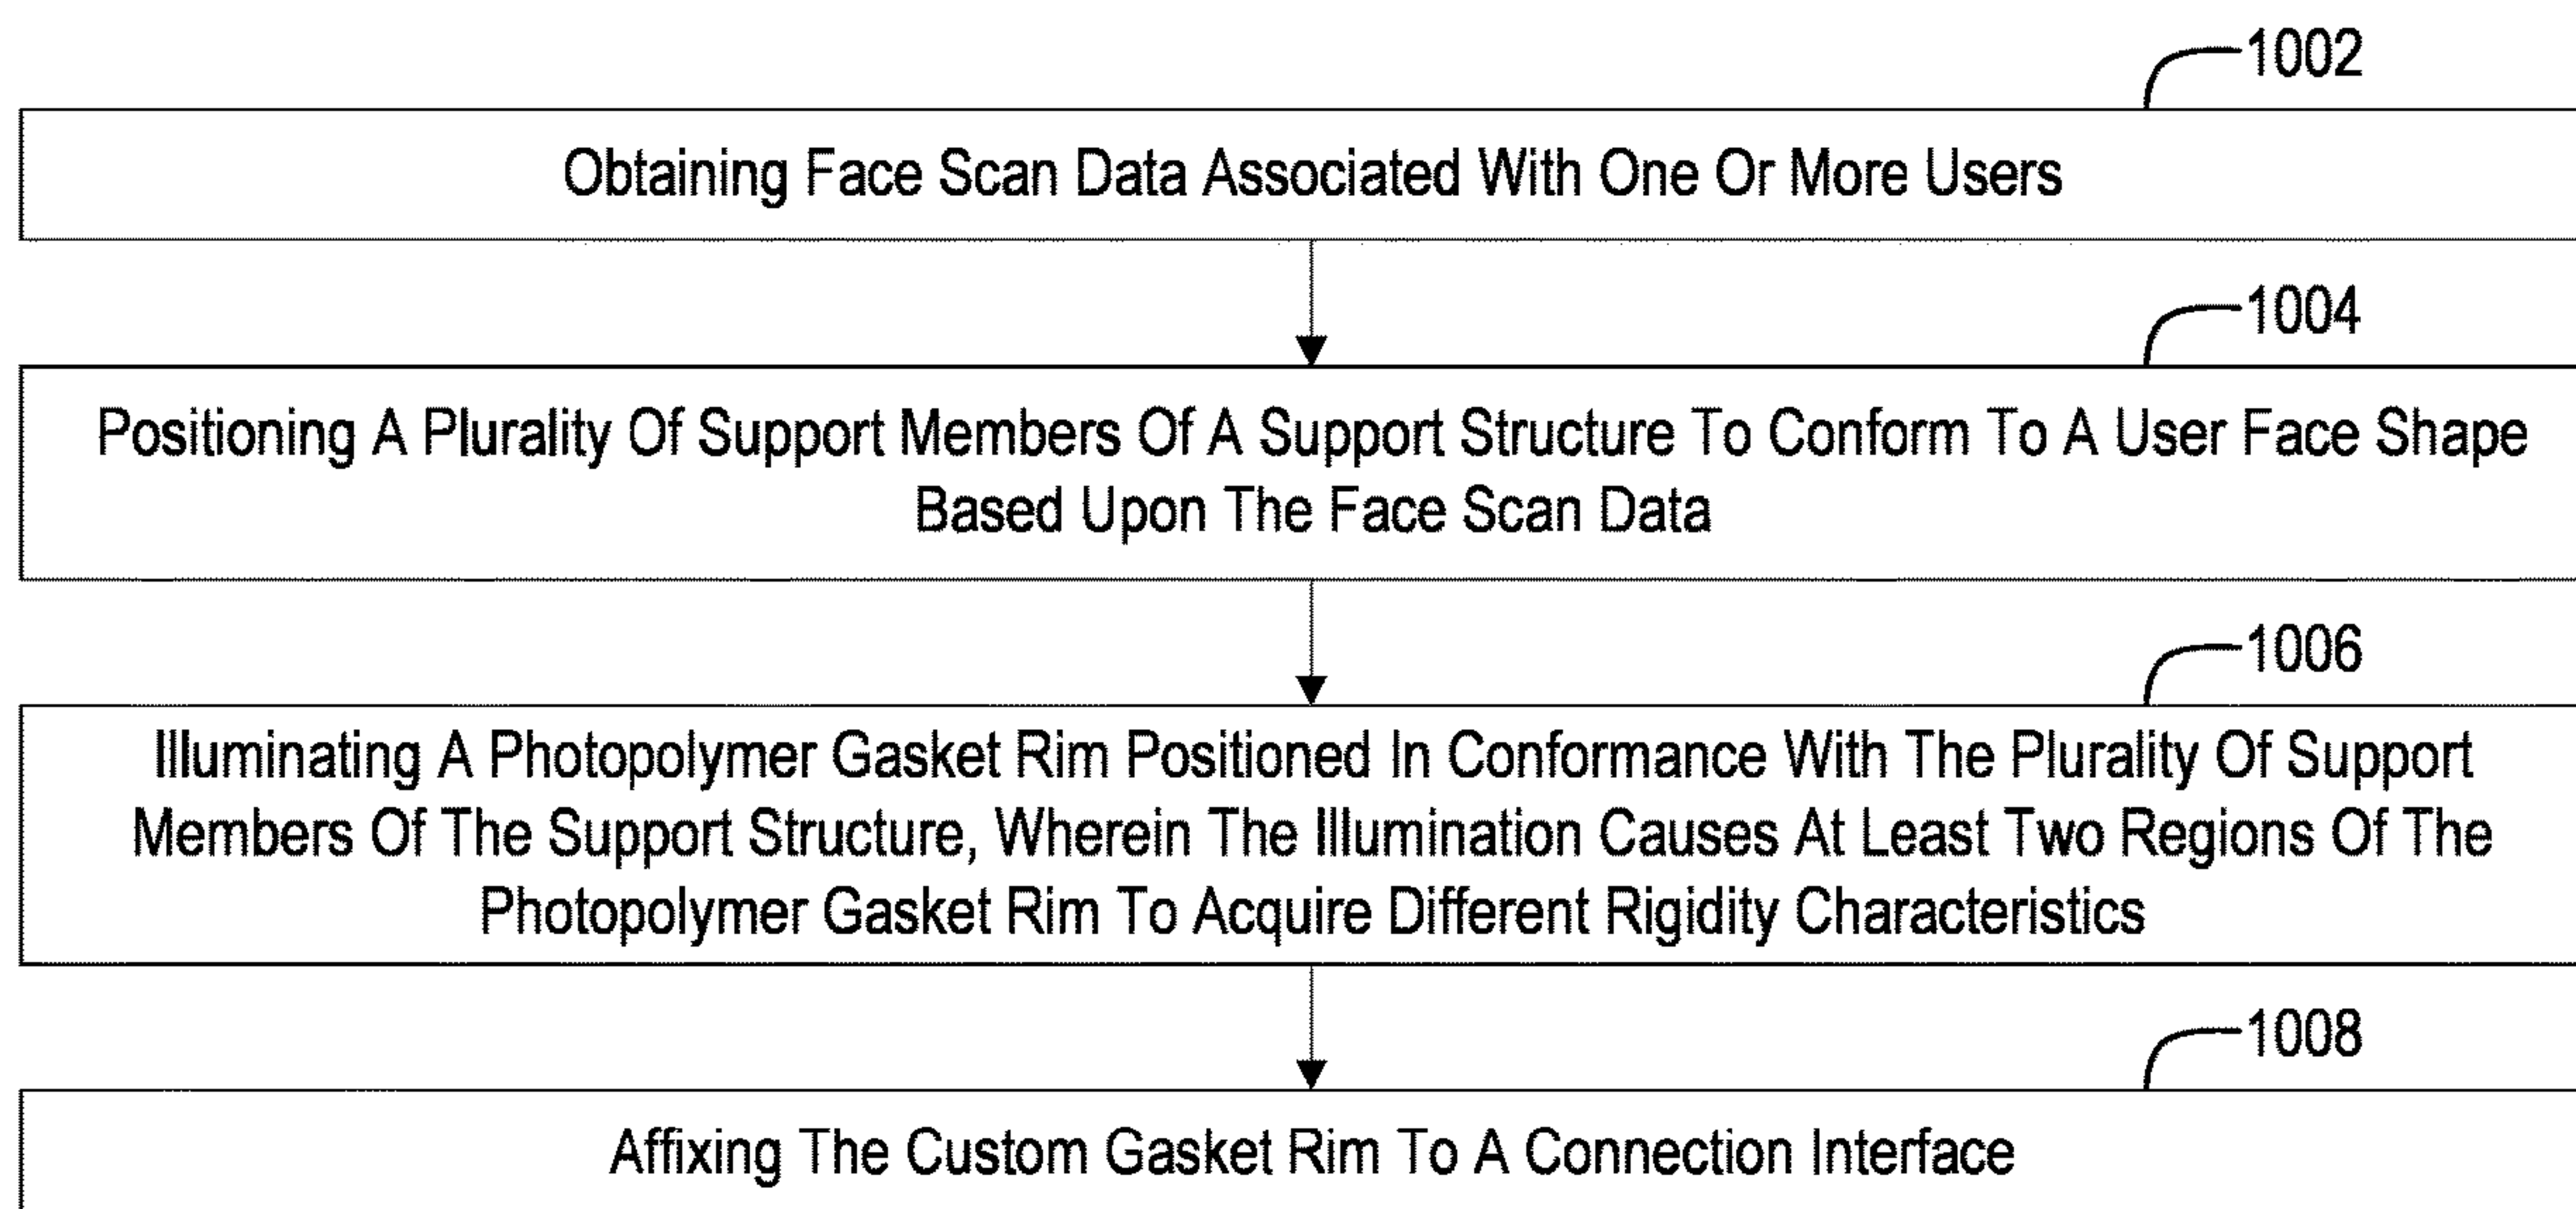 1002
Obtaining Face Scan Data Associated With One Or More Users
1004
Positioning A Plurality Of Support Members Of A Support Structure To Conform To A User Face Shape
Based Upon The Face Scan Data
1006
Illuminating A Photopolymer Gasket Rim Positioned In Conformance With The Plurality Of Support
Members Of The Support Structure, Wherein The Illumination Causes At Least Two Regions Of The
Photopolymer Gasket Rim To Acquire Different Rigidity Characteristics
1008
Affixing The Custom Gasket Rim To A Connection Interface